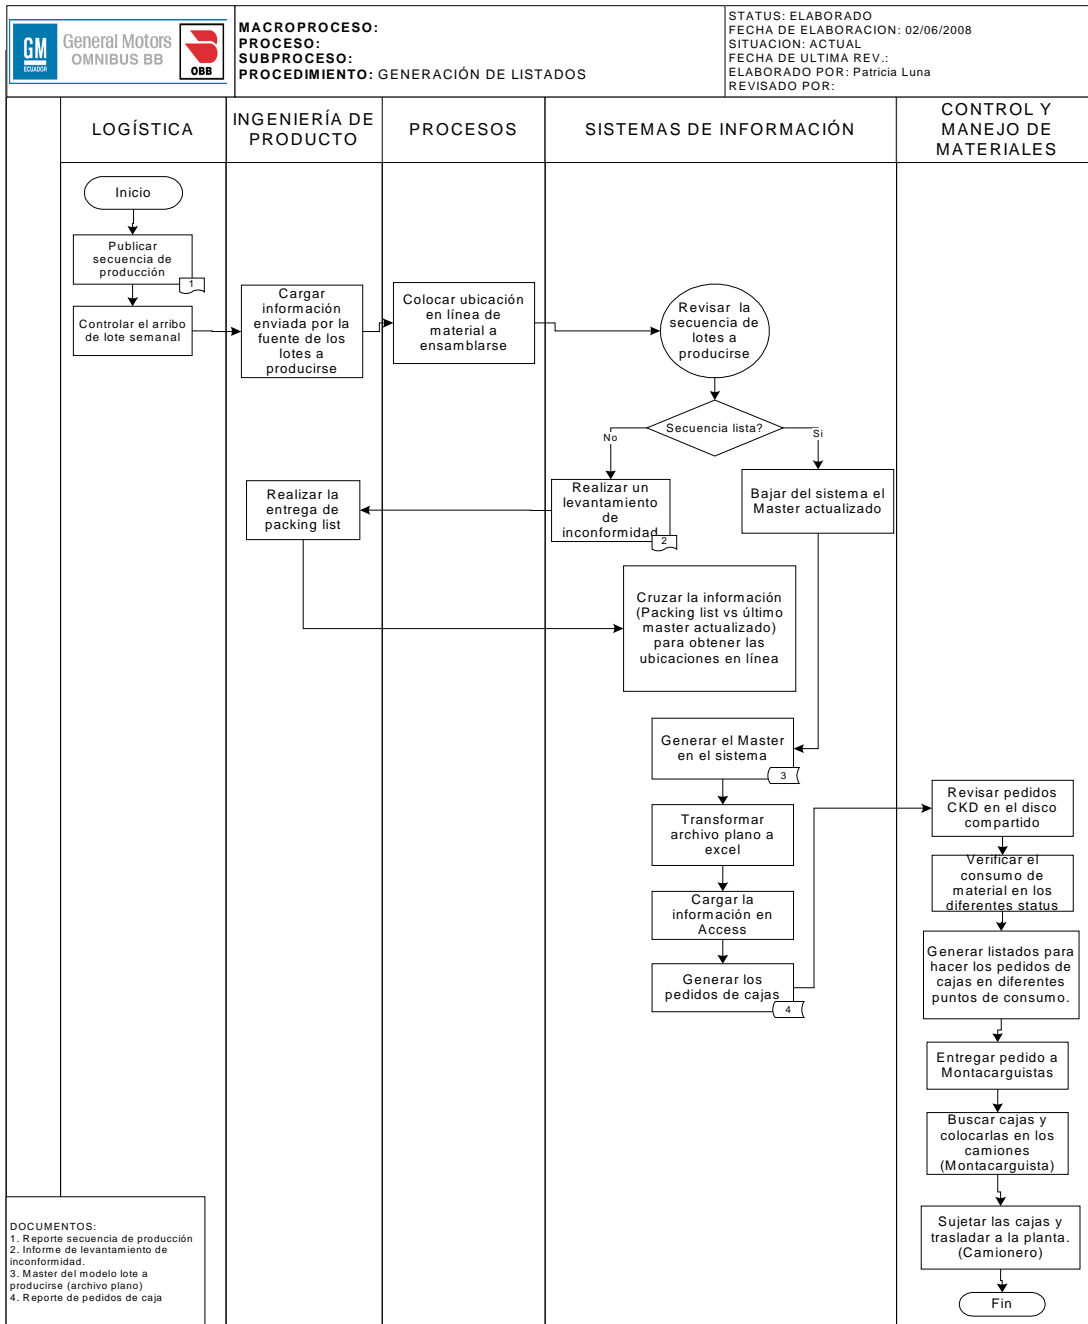 GM
ECUADOR
General Motors
OMNIBUS BB
OBB
MACROPROCESO:
PROCESO:
SUBPROCESO:
PROCEDIMIENTO: GENERACIÓN DE LISTADOS
STATUS: ELABORADO
FECHA DE ELABORACION: 02/06/2008
SITUACION: ACTUAL
FECHA DE ULTIMA REV.:
ELABORADO POR: Patricia Luna
REVISADO POR:
LOGÍSTICA
INGENIERÍA DE
PRODUCTO
PROCESOS
SISTEMAS DE INFORMACIÓN
CONTROL Y
MANEJO DE
MATERIALES
Inicio
Publicar
secuencia de
producción
1
Controlar el arribo
de lote semanal
Cargar
información
enviada por la
fuente de los
lotes a
producirse
Colocar ubicación
en línea de
material a
ensamblarse
Revisar la
secuencia de
lotes a
producirse
Secuencia lista?
No
Si
Realizar un
levantamiento
de
inconformidad
2
Bajar del sistema el
Master actualizado
Realizar la
entrega de
packing list
Cruzar la información
(Packing list vs último
master actualizado)
para obtener las
ubicaciones en línea
Generar el Master
en el sistema
3
Transformar
archivo plano a
excel
Cargar la
información en
Access
Generar los
pedidos de cajas
4
Revisar pedidos
CKD en el disco
compartido
Verificar el
consumo de
material en los
diferentes status
Generar listados para
hacer los pedidos de
cajas en diferentes
puntos de consumo.
Entregar pedido a
Montacarguistas
Buscar cajas y
colocarlas en los
camiones
(Montacarguista)
Sujetar las cajas y
trasladar a la planta.
(Camionero)
Fin
DOCUMENTOS:
1. Reporte secuencia de producción
2. Informe de levantamiento de
inconformidad.
3. Master del modelo lote a
producirse (archivo plano)
4. Reporte de pedidos de caja